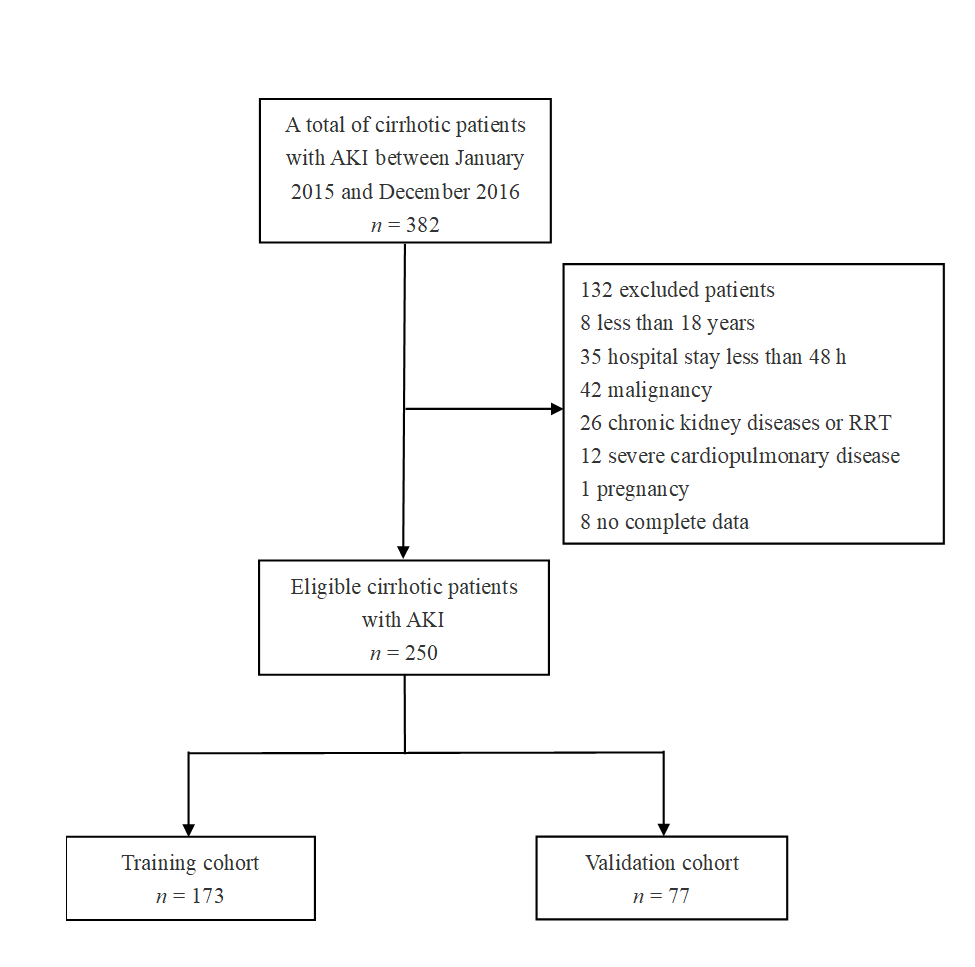 A total of cirrhotic patients
with AKI between January
2015 and December 2016
n = 382
132 excluded patients
8 less than 18 years
35 hospital stay less than 48 h
42 malignancy
26 chronic kidney diseases or RRT
12 severe cardiopulmonary disease
1 pregnancy
8 no complete data
Eligible cirrhotic patients
with AKI
n = 250
Training cohort
n = 173
Validation cohort
n = 77